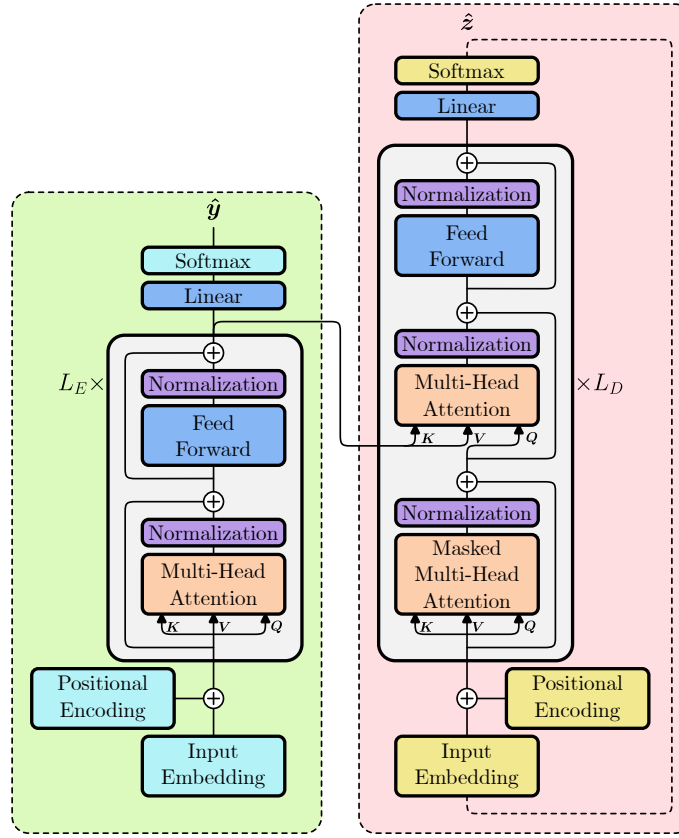 ŷ
Softmax
Linear
L_E×
Normalization
Feed
Forward
Normalization
Multi-Head
Attention
K V Q
Positional
Encoding
Input
Embedding
ẑ
Softmax
Linear
Normalization
Feed
Forward
Normalization
×L_D
Multi-Head
Attention
K V Q
Normalization
Masked
Multi-Head
Attention
K V Q
Positional
Encoding
Input
Embedding